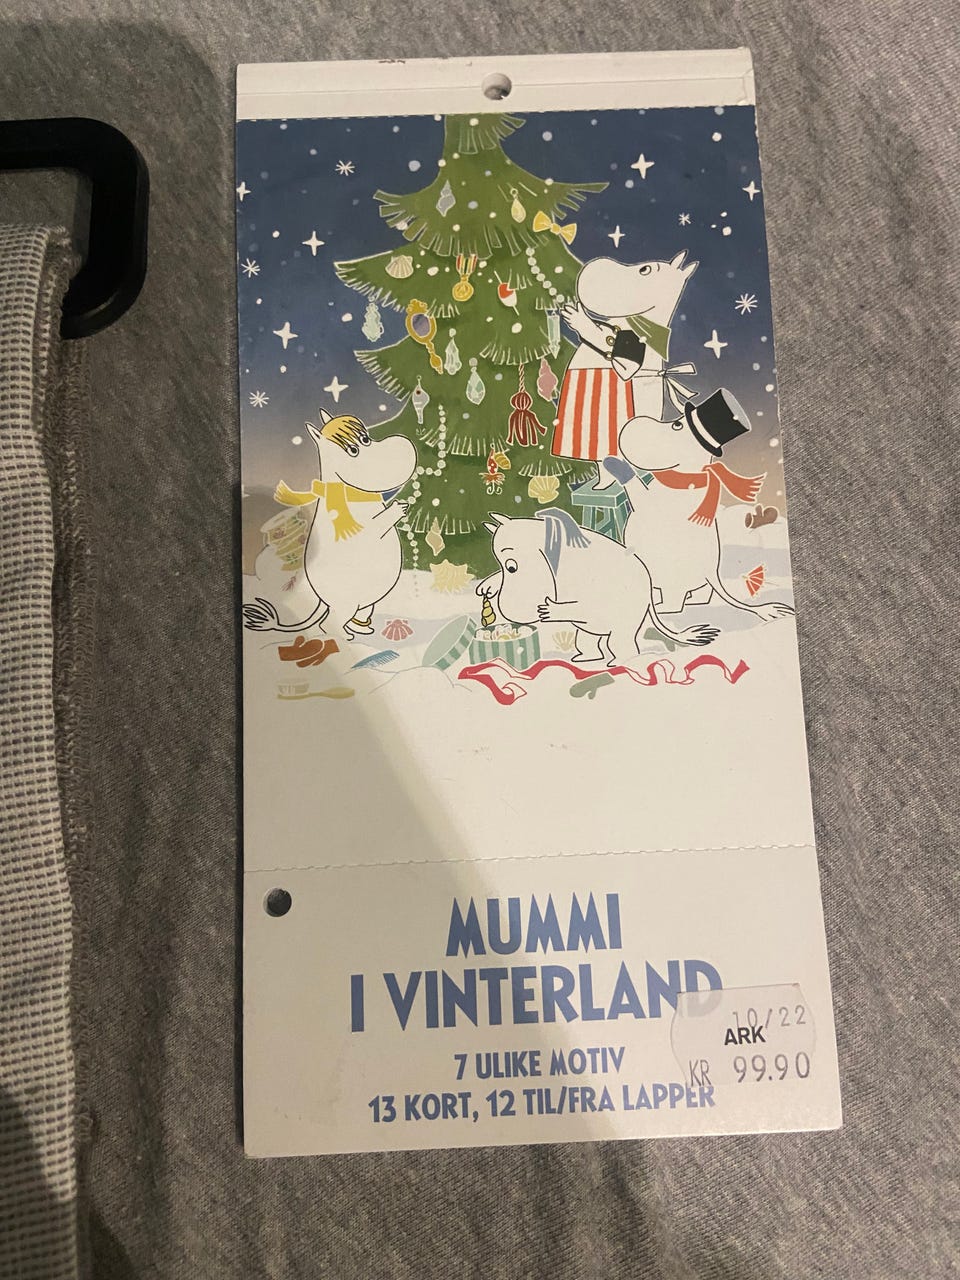 MUMMI
I VINTERLAND
10/22
ARK
KR 99.90
7 ULIKE MOTIV
13 KORT, 12 TIL/FRA LAPPER